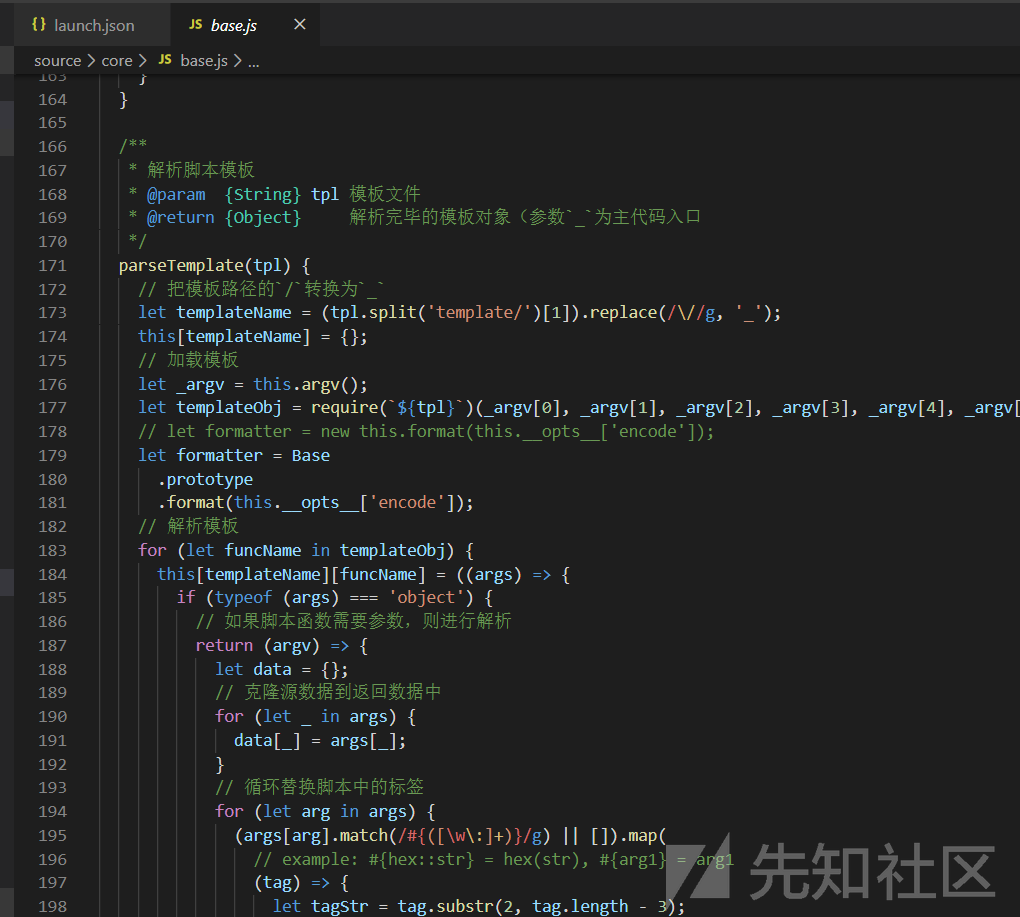 {} launch.json
JS base.js ×
source > core > JS base.js > ...
163 }
164 }
165
166 /**
167 * 解析脚本模板
168 * @param {String} tpl 模板文件
169 * @return {Object} 解析完毕的模板对象（参数`_`为主代码入口
170 */
171 parseTemplate(tpl) {
172 // 把模板路径的`/`转换为`_`
173 let templateName = (tpl.split('template/')[1]).replace(/\//g, '_');
174 this[templateName] = {};
175 // 加载模板
176 let _argv = this.argv();
177 let templateObj = require(`${tpl}`)(_argv[0], _argv[1], _argv[2], _argv[3], _argv[4], _argv[
178 // let formatter = new this.format(this.__opts__['encode']);
179 let formatter = Base
180 .prototype
181 .format(this.__opts__['encode']);
182 // 解析模板
183 for (let funcName in templateObj) {
184 this[templateName][funcName] = ((args) => {
185 if (typeof (args) === 'object') {
186 // 如果脚本函数需要参数，则进行解析
187 return (argv) => {
188 let data = {};
189 // 克隆源数据到返回数据中
190 for (let _ in args) {
191 data[_] = args[_];
192 }
193 // 循环替换脚本中的标签
194 for (let arg in args) {
195 (args[arg].match(/#{([\w\:]+)}/g) || []).map(
196 // example: #{hex::str} = hex(str), #{arg1} = arg1
197 (tag) => {
198 let tagStr = tag.substr(2, tag.length - 3);
先知社区